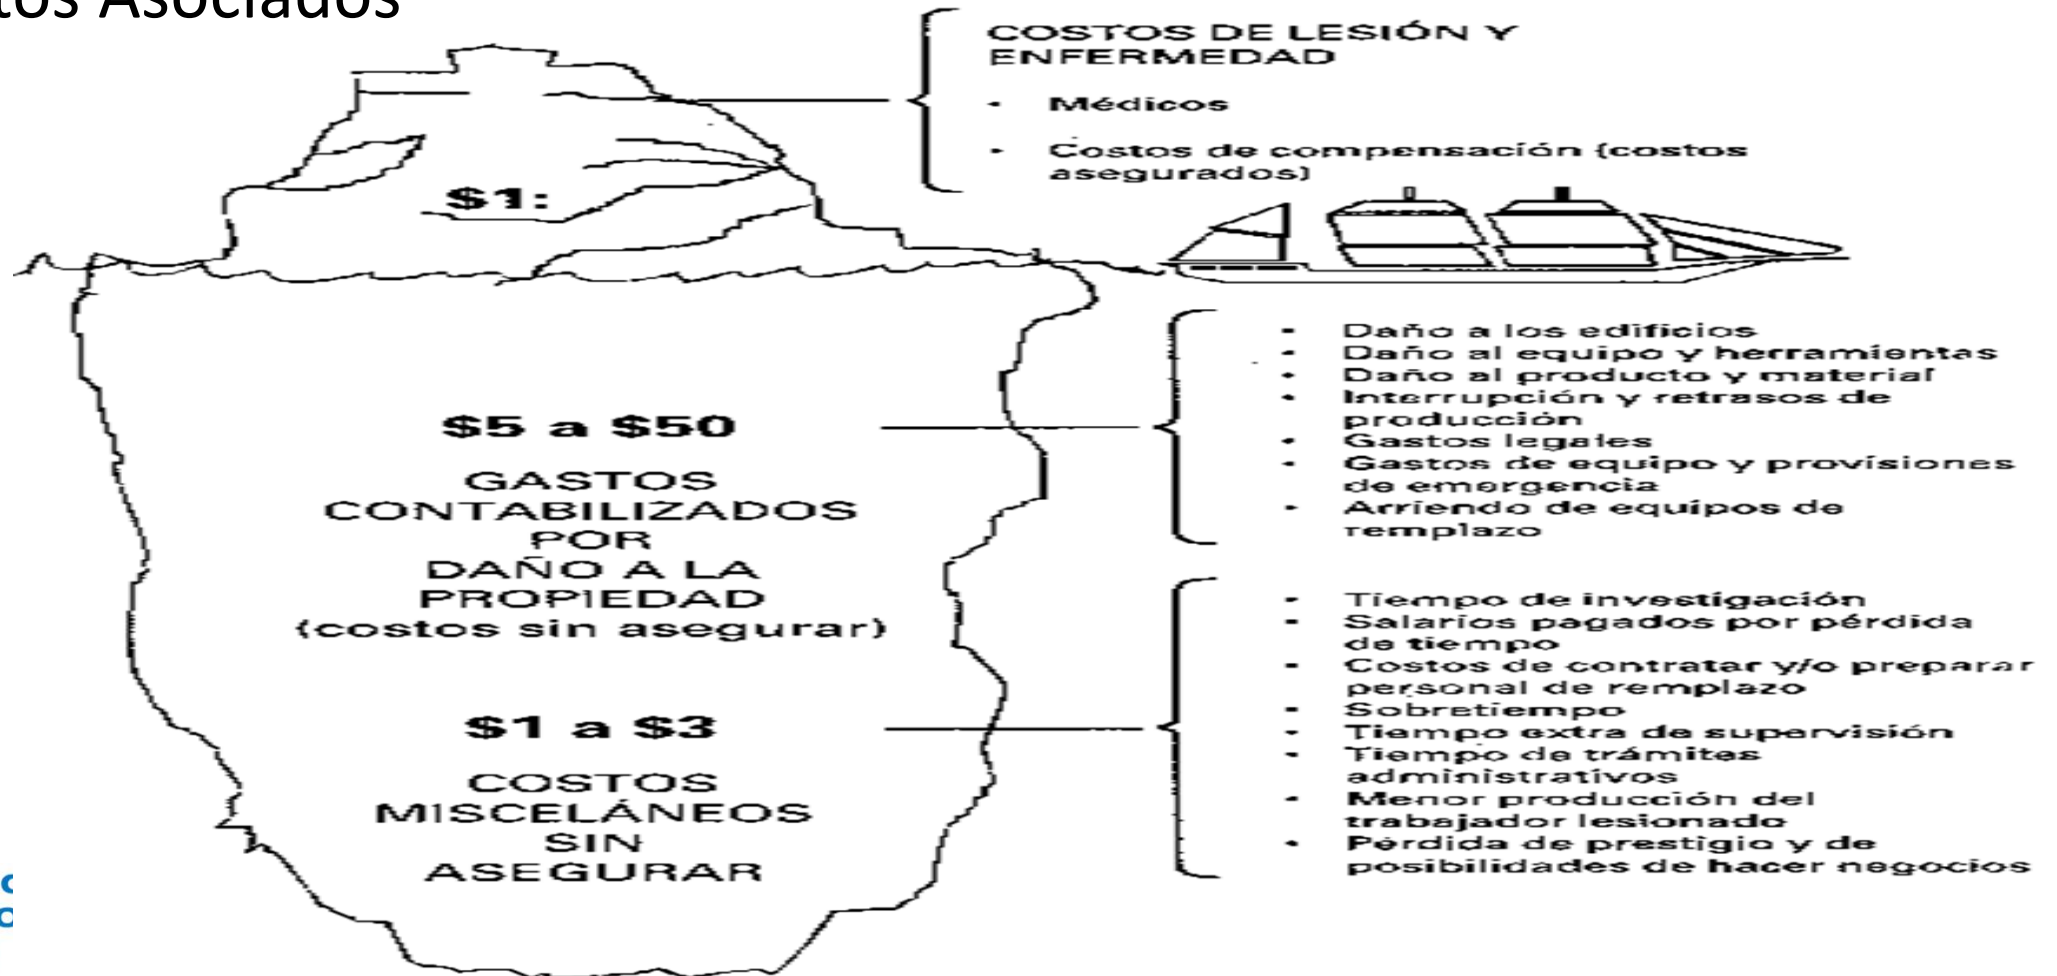 tos Asociados
COSTOS DE LESIÓN Y
ENFERMEDAD
• Médicos
• Costos de compensación (costos
asegurados)
$1:
• Daño a los edificios
• Daño al equipo y herramientas
• Daño al producto y material
• Interrupción y retrasos de
producción
• Gastos legales
• Gastos de equipo y provisiones
de emergencia
• Arriendo de equipos de
remplazo
$5 a $50
GASTOS
CONTABILIZADOS
POR
DAÑO A LA
PROPIEDAD
(costos sin asegurar)
• Tiempo de investigación
• Salarios pagados por pérdida
de tiempo
• Costos de contratar y/o preparar
personal de remplazo
• Sobretiempo
• Tiempo extra de supervisión
• Tiempo de trámites
administrativos
• Menor producción del
trabajador lesionado
• Pérdida de prestigio y de
posibilidades de hacer negocios
$1 a $3
COSTOS
MISCELÁNEOS
SIN
ASEGURAR